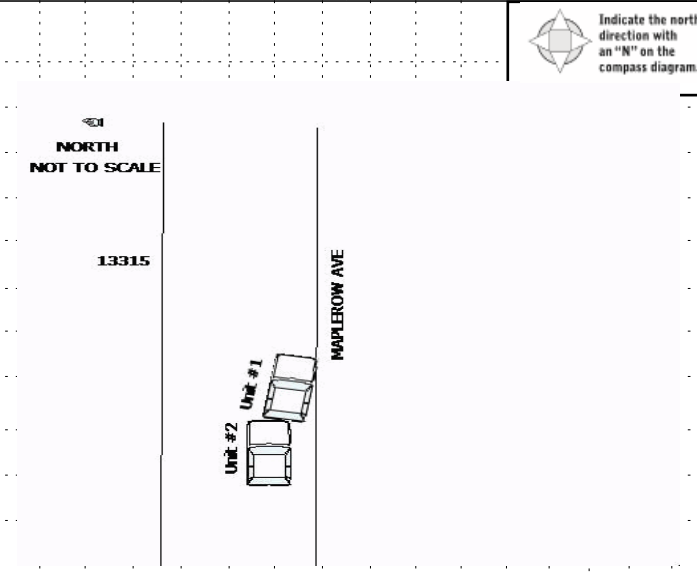 Indicate the north
direction with
an "N" on the
compass diagram.
NORTH
NOT TO SCALE
13315
MAPLEROW AVE
Unit #1
Unit #2